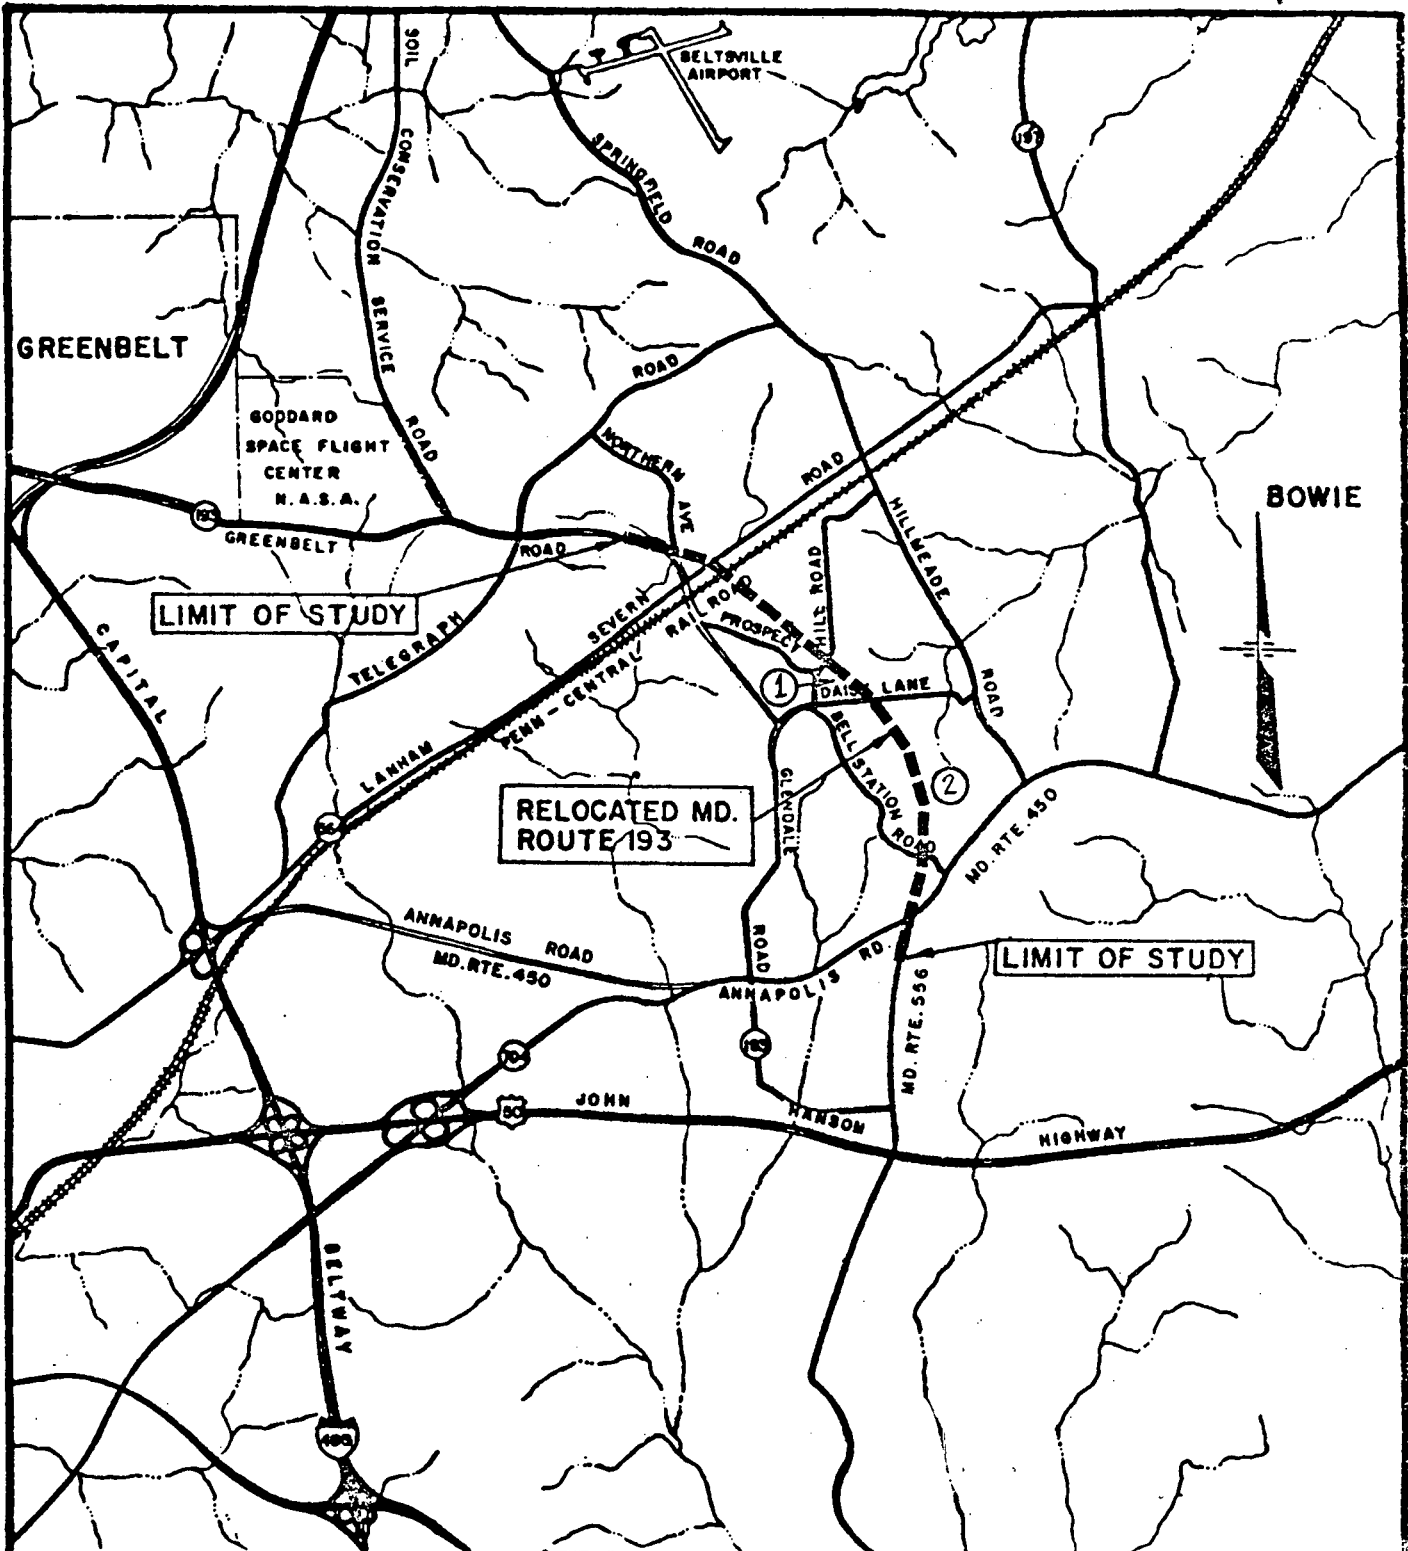 SOIL
CONSERVATION
SERVICE
ROAD
BELTSVILLE
AIRPORT
SPRINGFIELD
ROAD
197
GREENBELT
GODDARD
SPACE FLIGHT
CENTER
N.A.S.A.
ROAD
NORTHERN
AVE
ROAD
BOWIE
193
GREENBELT
ROAD
HILLMEADE
ROAD
HILL ROAD
LIMIT OF STUDY
TELEGRAPH
SEVERN
RAIL ROAD
PROSPECT
CAPITAL
PENN-CENTRAL
1
LANE
LANHAM
BELL STATION ROAD
2
GLENDALE
ROAD
RELOCATED MD.
ROUTE 193
MD. RTE. 450
ANNAPOLIS ROAD
MD. RTE. 450
ANNAPOLIS RD
LIMIT OF STUDY
MD. RTE. 556
193
704
50
JOHN
HANSON
HIGHWAY
BELTWAY